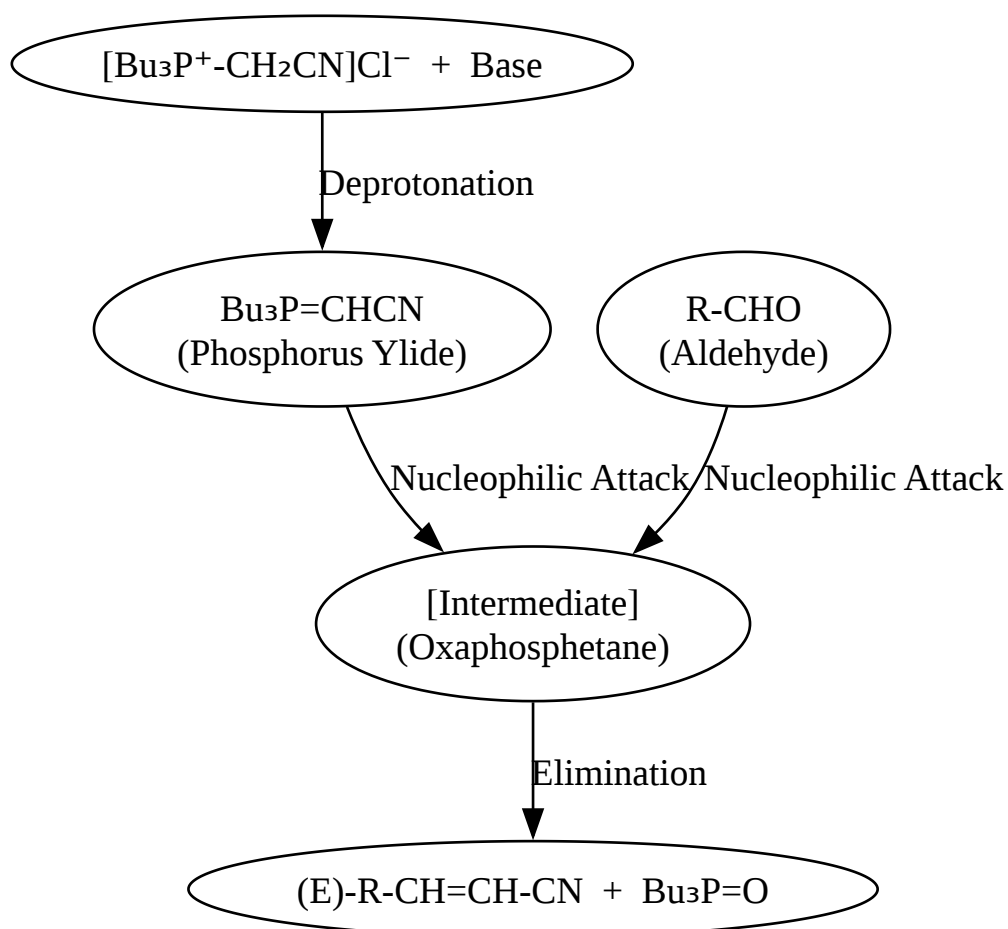 [Bu₃P⁺-CH₂CN]Cl⁻ + Base
Deprotonation
Bu₃P=CHCN
(Phosphorus Ylide)
R-CHO
(Aldehyde)
Nucleophilic Attack
Nucleophilic Attack
[Intermediate]
(Oxaphosphetane)
Elimination
(E)-R-CH=CH-CN + Bu₃P=O